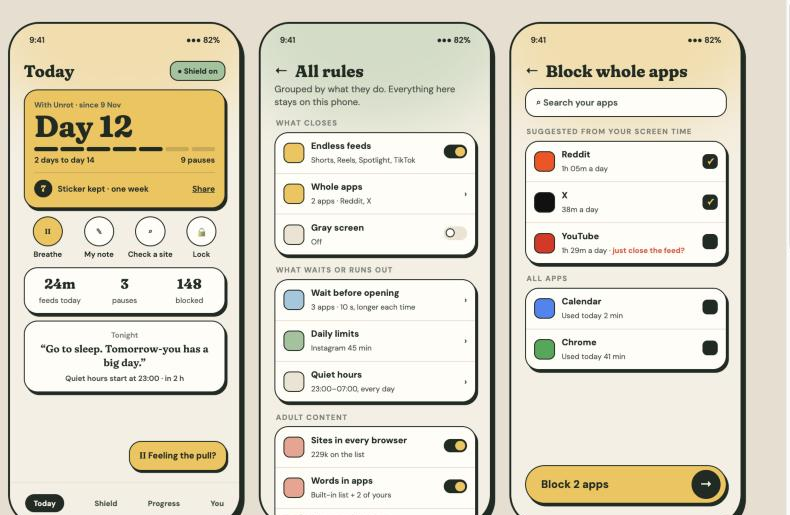 9:41
●●● 82%
Today
● Shield on
With Unrot · since 9 Nov
Day 12
2 days to day 14
9 pauses
7
Sticker kept · one week
Share
Breathe
My note
Check a site
Lock
24m
feeds today
3
pauses
148
blocked
Tonight
“Go to sleep. Tomorrow-you has a
big day.”
Quiet hours start at 23:00 · in 2 h
II Feeling the pull?
Today
Shield
Progress
You
9:41
●●● 82%
← All rules
Grouped by what they do. Everything here
stays on this phone.
WHAT CLOSES
Endless feeds
Shorts, Reels, Spotlight, TikTok
Whole apps
2 apps · Reddit, X
Gray screen
Off
WHAT WAITS OR RUNS OUT
Wait before opening
3 apps · 10 s, longer each time
Daily limits
Instagram 45 min
Quiet hours
23:00–07:00, every day
ADULT CONTENT
Sites in every browser
229k on the list
Words in apps
Built-in list + 2 of yours
9:41
●●● 82%
← Block whole apps
Search your apps
SUGGESTED FROM YOUR SCREEN TIME
Reddit
1h 05m a day
X
38m a day
YouTube
1h 29m a day · just close the feed?
ALL APPS
Calendar
Used today 2 min
Chrome
Used today 41 min
Block 2 apps →